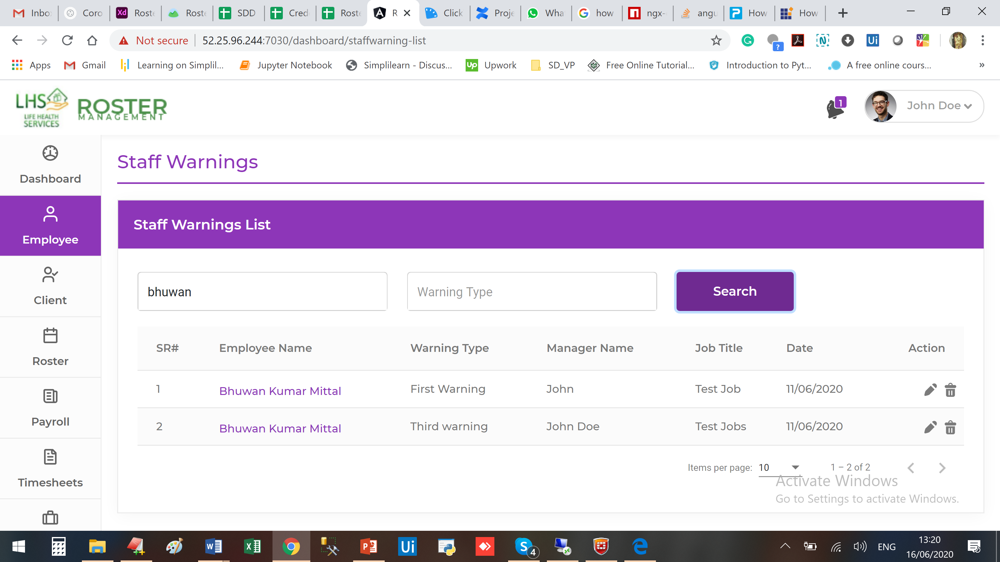 Inbo Coro Roste Roste SDD Cred Roste R Click Proje Wha how ngx- angu How How
Not secure 52.25.96.244:7030/dashboard/staffwarning-list
Apps Gmail Learning on Simplil... Jupyter Notebook Simplilearn - Discus... Upwork SD_VP Free Online Tutorial... Introduction to Pyt... A free online cours... »
LHS
LIFE HEALTH
SERVICES
ROSTER
MANAGEMENT
1
John Doe
Dashboard
Employee
Client
Roster
Payroll
Timesheets
Staff Warnings
Staff Warnings List
bhuwan Warning Type Search
SR# Employee Name Warning Type Manager Name Job Title Date Action
1 Bhuwan Kumar Mittal First Warning John Test Job 11/06/2020
2 Bhuwan Kumar Mittal Third warning John Doe Test Jobs 11/06/2020
Items per page: 10 1 – 2 of 2
Activate Windows
Go to Settings to activate Windows.
4 ENG 13:20
16/06/2020